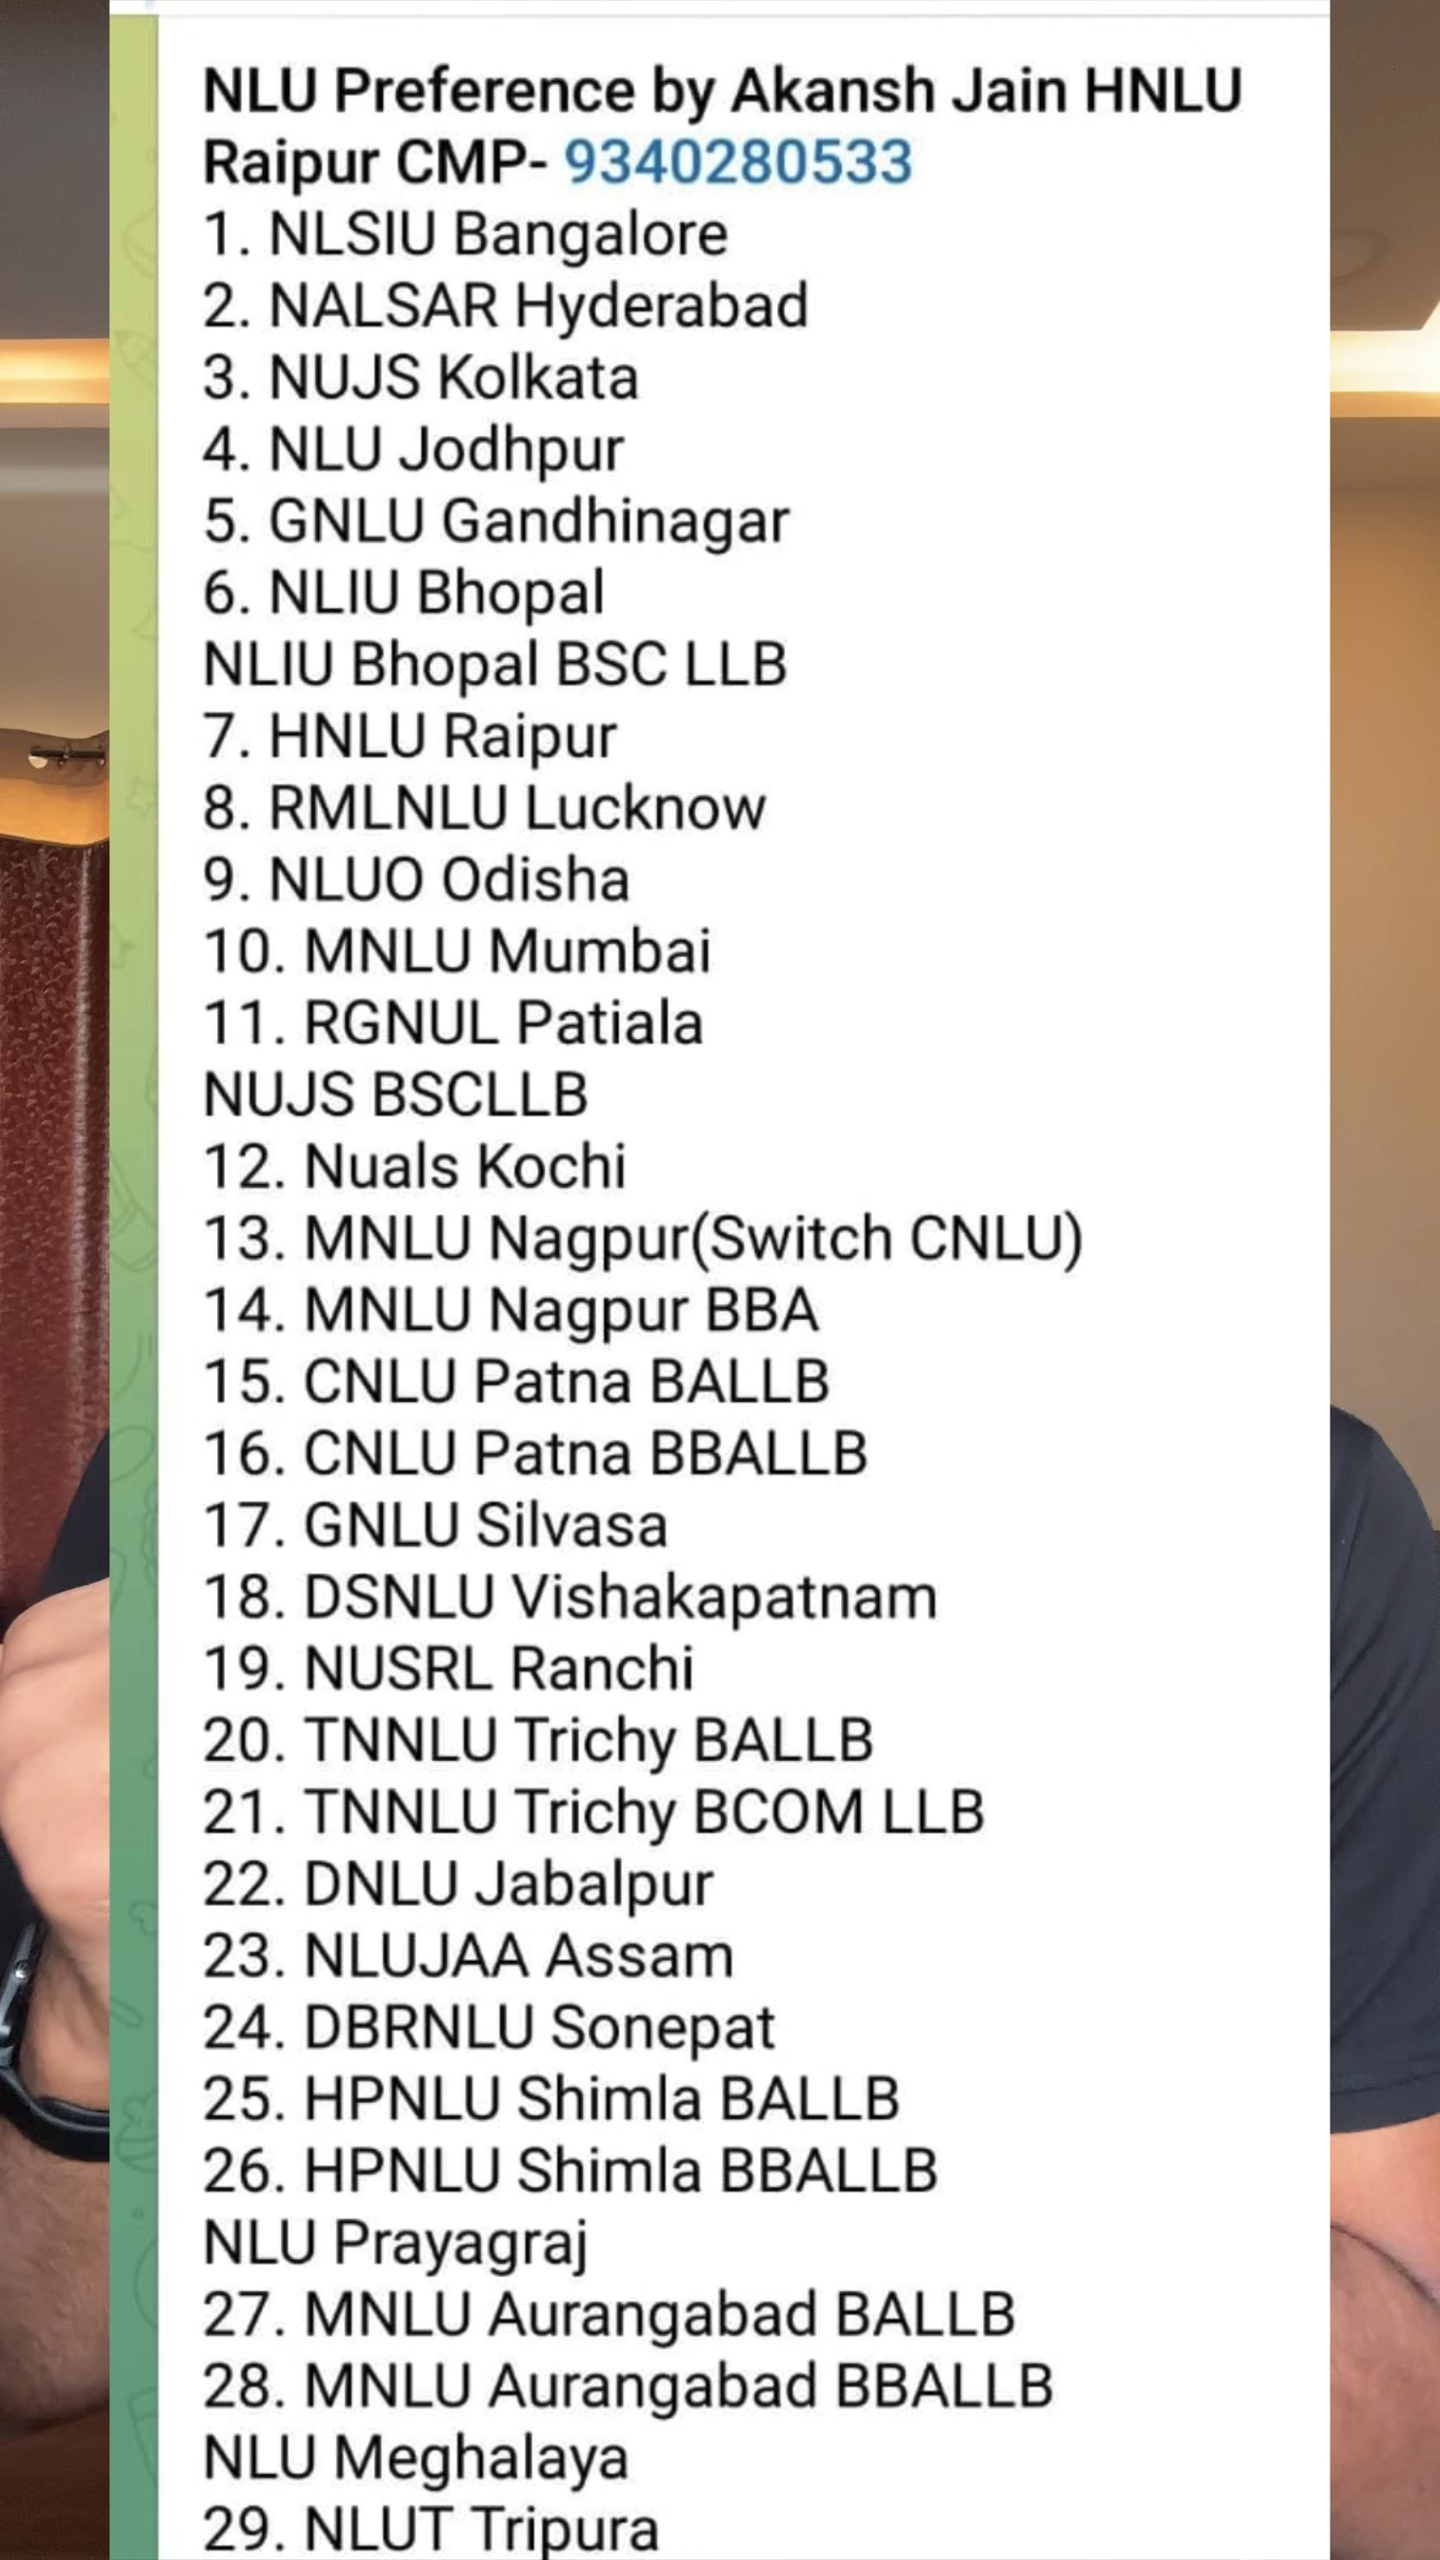 NLU Preference by Akansh Jain HNLU
Raipur CMP- 9340280533
1. NLSIU Bangalore
2. NALSAR Hyderabad
3. NUJS Kolkata
4. NLU Jodhpur
5. GNLU Gandhinagar
6. NLIU Bhopal
NLIU Bhopal BSC LLB
7. HNLU Raipur
8. RMLNLU Lucknow
9. NLUO Odisha
10. MNLU Mumbai
11. RGNUL Patiala
NUJS BSCLLB
12. Nuals Kochi
13. MNLU Nagpur(Switch CNLU)
14. MNLU Nagpur BBA
15. CNLU Patna BALLB
16. CNLU Patna BBALLB
17. GNLU Silvasa
18. DSNLU Vishakapatnam
19. NUSRL Ranchi
20. TNNLU Trichy BALLB
21. TNNLU Trichy BCOM LLB
22. DNLU Jabalpur
23. NLUJAA Assam
24. DBRNLU Sonepat
25. HPNLU Shimla BALLB
26. HPNLU Shimla BBALLB
NLU Prayagraj
27. MNLU Aurangabad BALLB
28. MNLU Aurangabad BBALLB
NLU Meghalaya
29. NLUT Tripura